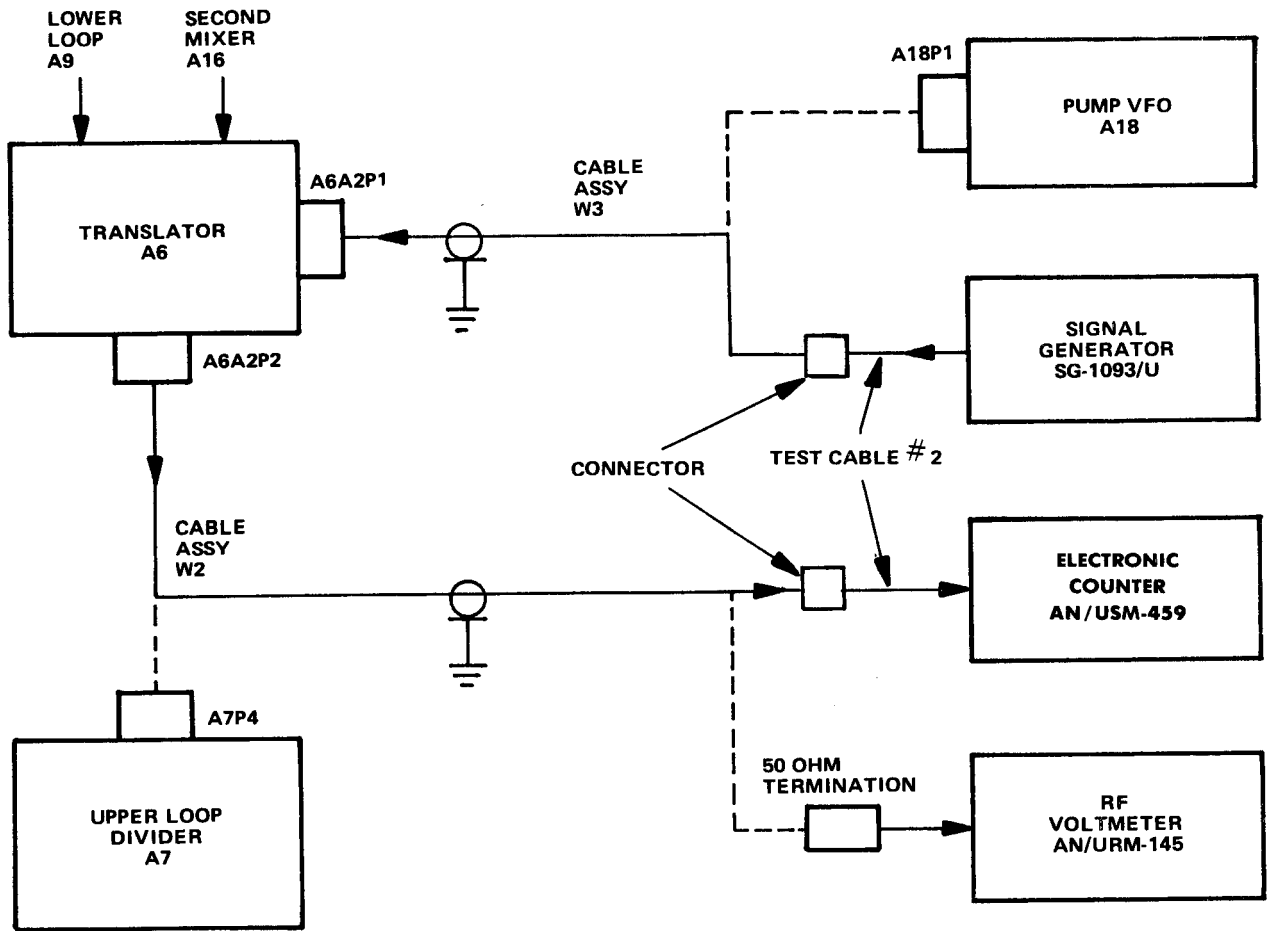 LOWER
LOOP
A9
SECOND
MIXER
A16
A18P1
PUMP VFO
A18
A6A2P1
CABLE
ASSY
W3
TRANSLATOR
A6
SIGNAL
GENERATOR
SG-1093/U
A6A2P2
CONNECTOR
TEST CABLE #2
CABLE
ASSY
W2
ELECTRONIC
COUNTER
AN/USM-459
A7P4
50 OHM
TERMINATION
UPPER LOOP
DIVIDER
A7
RF
VOLTMETER
AN/URM-145